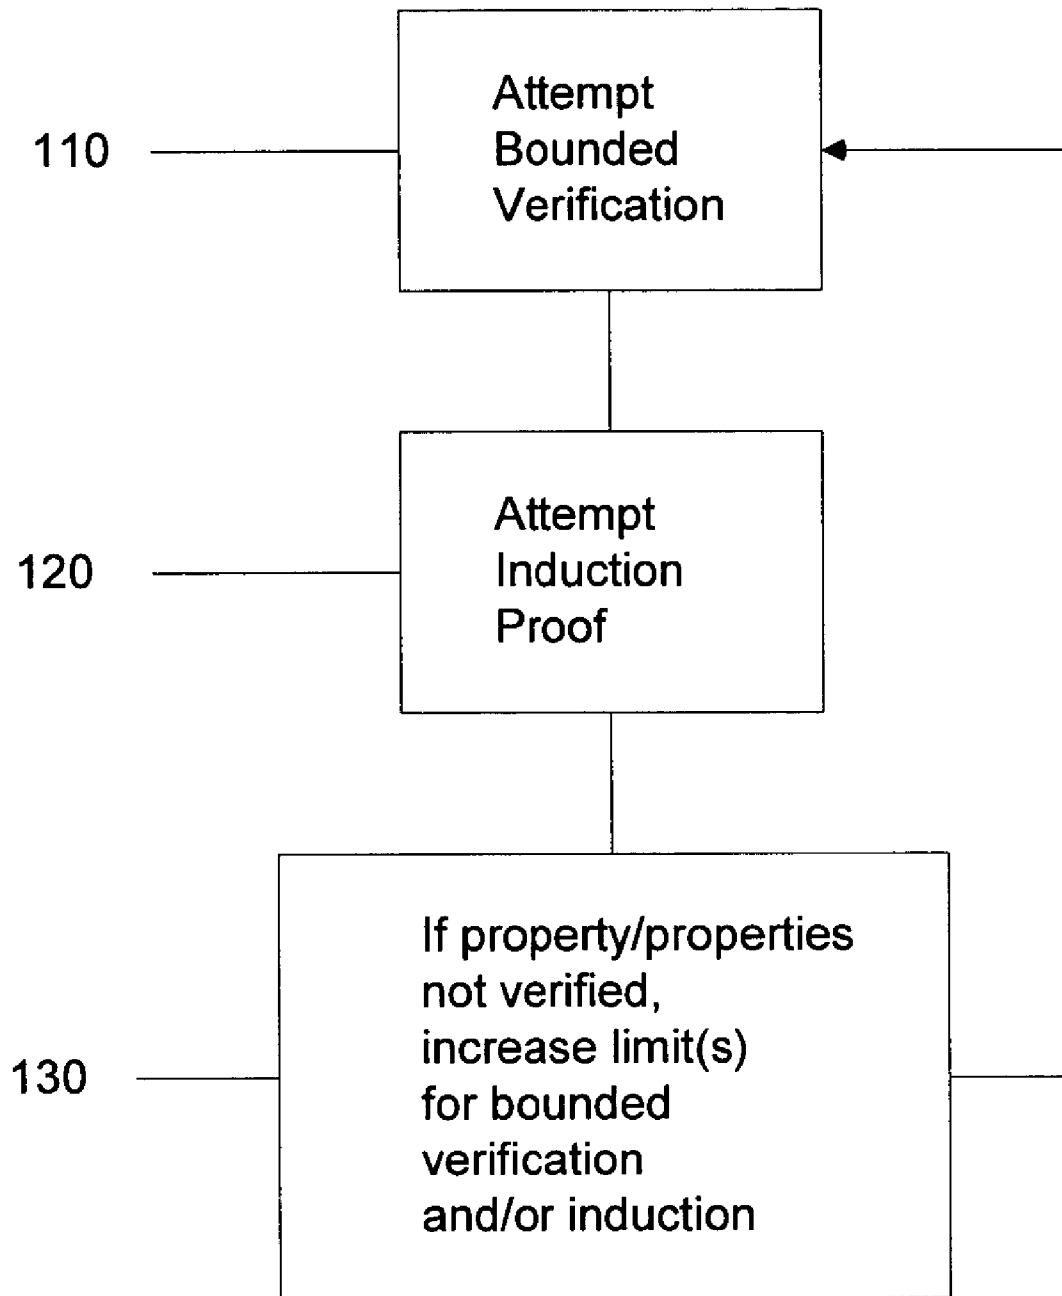 110
Attempt
Bounded
Verification
120
Attempt
Induction
Proof
130
If property/properties
not verified,
increase limit(s)
for bounded
verification
and/or induction